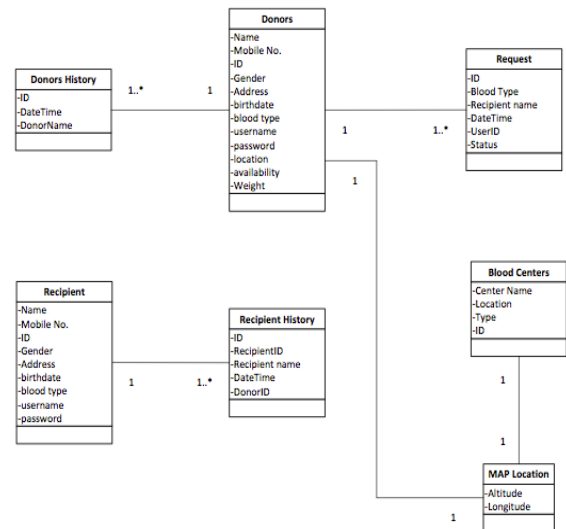 Donors
-Name
-Mobile No.
-ID
-Gender
-Address
-birthdate
-blood type
-username
-password
-location
-availability
-Weight
Donors History
-ID
-DateTime
-DonorName
1..*
1
Request
-ID
-Blood Type
-Recipient name
-DateTime
-UserID
-Status
1
1..*
1
Recipient
-Name
-Mobile No.
-ID
-Gender
-Address
-birthdate
-blood type
-username
-password
1
1..*
Recipient History
-ID
-RecipientID
-Recipient name
-DateTime
-DonorID
Blood Centers
-Center Name
-Location
-Type
-ID
1
1
MAP Location
-Altitude
-Longitude
1